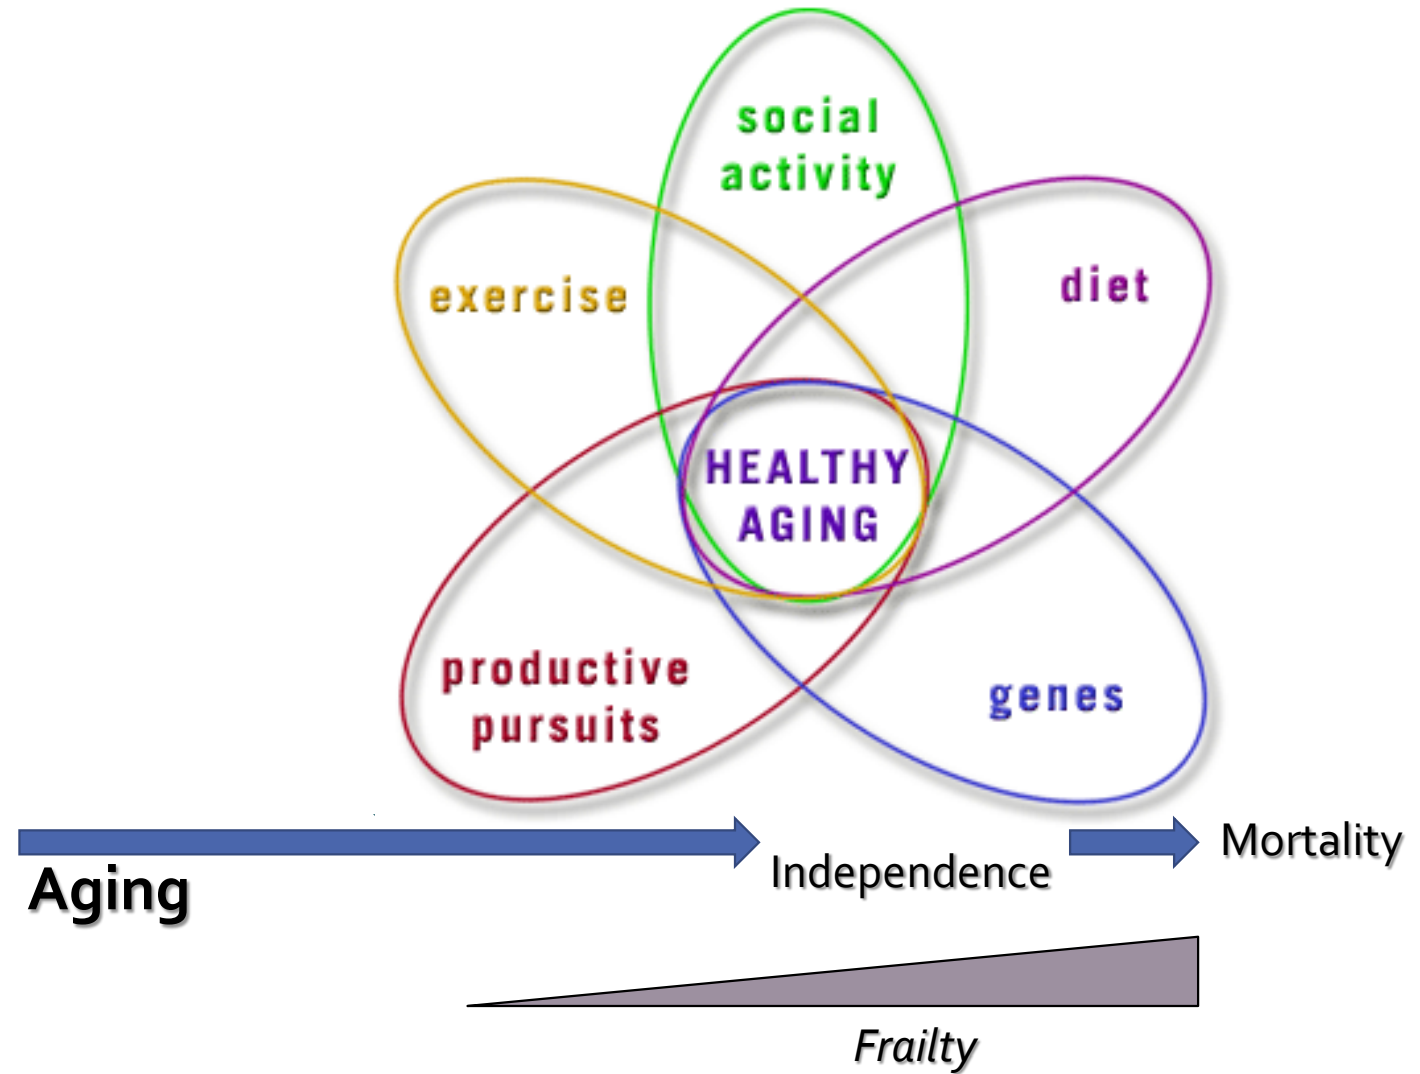 social
activity
exercise
diet
HEALTHY
AGING
productive
pursuits
genes
Aging
Independence
Mortality
Frailty